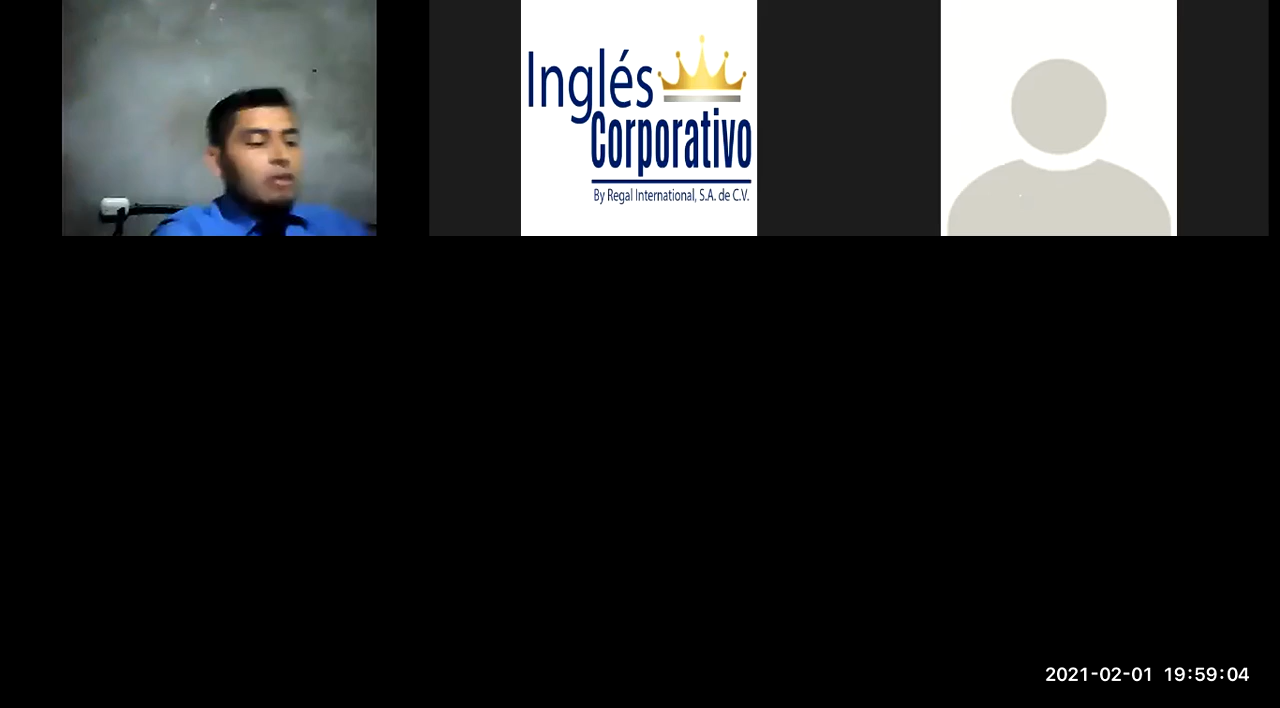 Inglés
Corporativo
By Regal International, S.A. de C.V.
2021-02-01 19:59:04